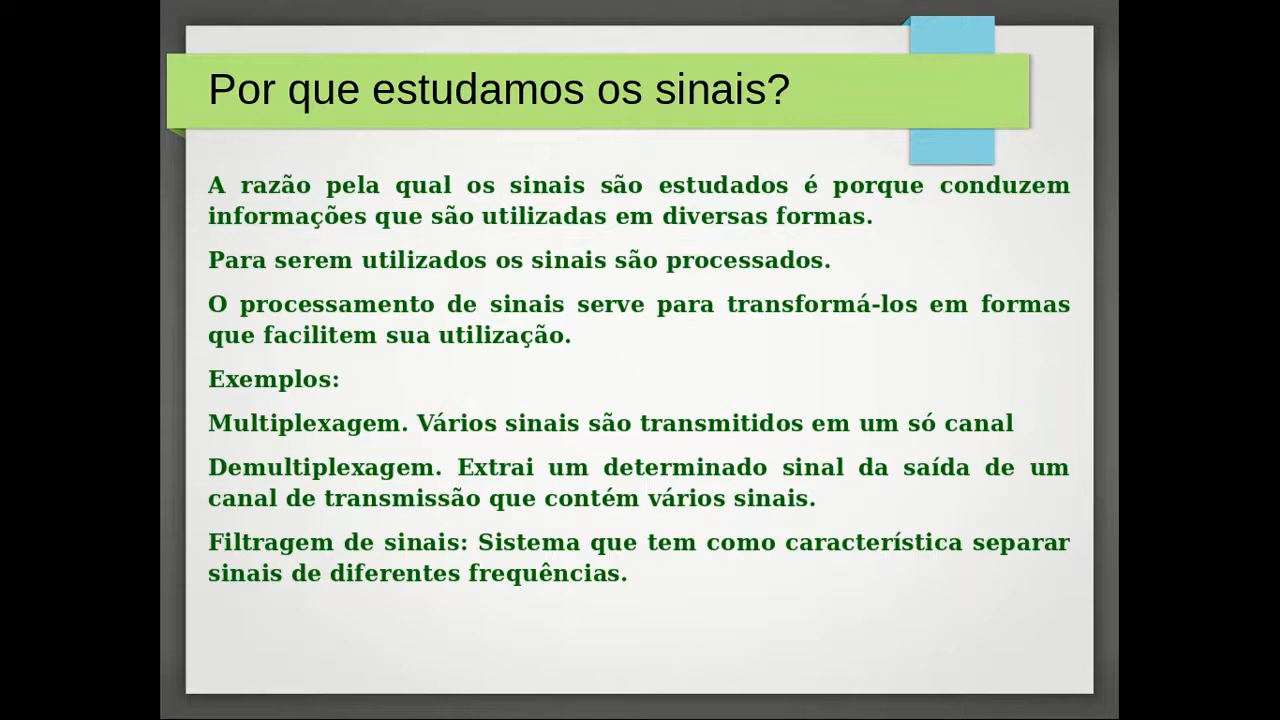 Por que estudamos os sinais?
A razão pela qual os sinais são estudados é porque conduzem
informações que são utilizadas em diversas formas.
Para serem utilizados os sinais são processados.
O processamento de sinais serve para transformá-los em formas
que facilitem sua utilização.
Exemplos:
Multiplexagem. Vários sinais são transmitidos em um só canal
Demultiplexagem. Extrai um determinado sinal da saída de um
canal de transmissão que contém vários sinais.
Filtragem de sinais: Sistema que tem como característica separar
sinais de diferentes frequências.